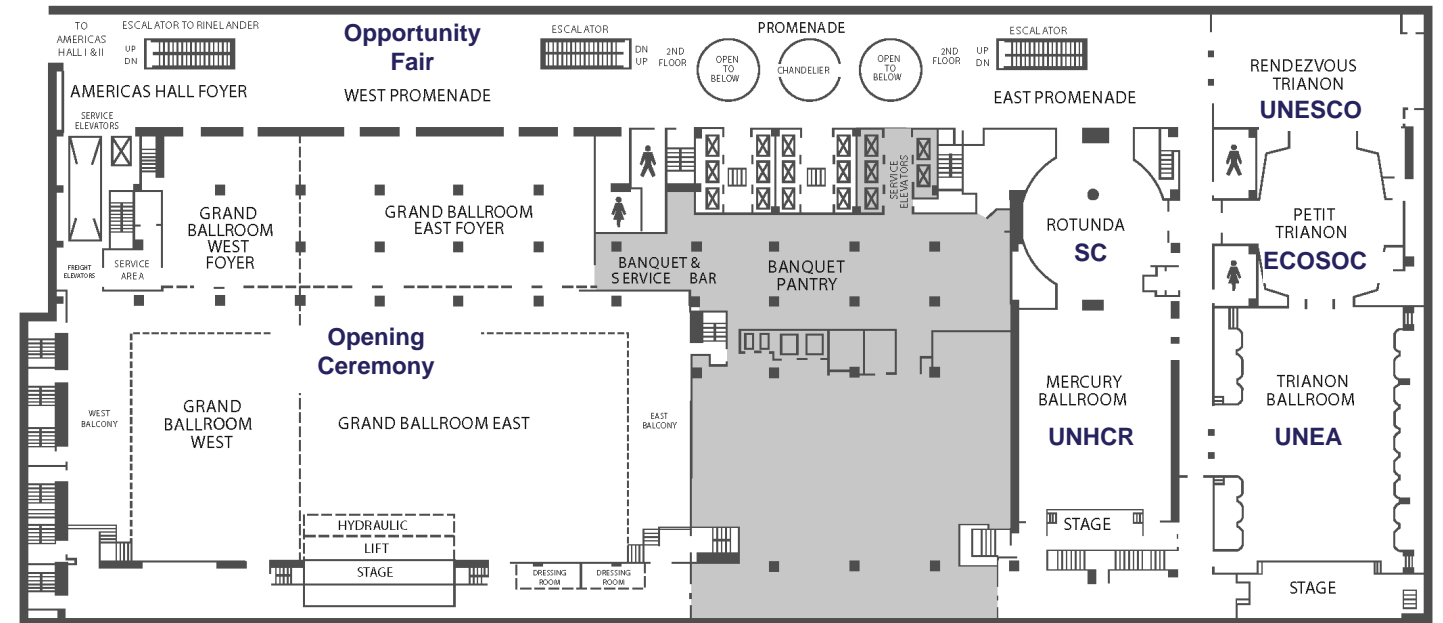 TO
AMERICAS
HALL I & II
ESCALATOR TO RINELANDER
UP
DN
Opportunity
Fair
WEST PROMENADE
ESCALATOR
DN
UP
2ND
FLOOR
PROMENADE
OPEN
TO
BELOW
CHANDELIER
OPEN
TO
BELOW
2ND
FLOOR
UP
DN
ESCALATOR
EAST PROMENADE
RENDEZVOUS
TRIANON
UNESCO
AMERICAS HALL FOYER
SERVICE
ELEVATORS
GRAND
BALLROOM
WEST
FOYER
GRAND BALLROOM
EAST FOYER
SERVICE
ELEVATORS
ROTUNDA
SC
PETIT
TRIANON
ECOSOC
FREIGHT
ELEVATORS
SERVICE
AREA
BANQUET &
SERVICE BAR
BANQUET
PANTRY
Opening
Ceremony
WEST
BALCONY
GRAND
BALLROOM
WEST
GRAND BALLROOM EAST
EAST
BALCONY
MERCURY
BALLROOM
UNHCR
TRIANON
BALLROOM
UNEA
HYDRAULIC
LIFT
STAGE
DRESSING
ROOM
DRESSING
ROOM
STAGE
STAGE